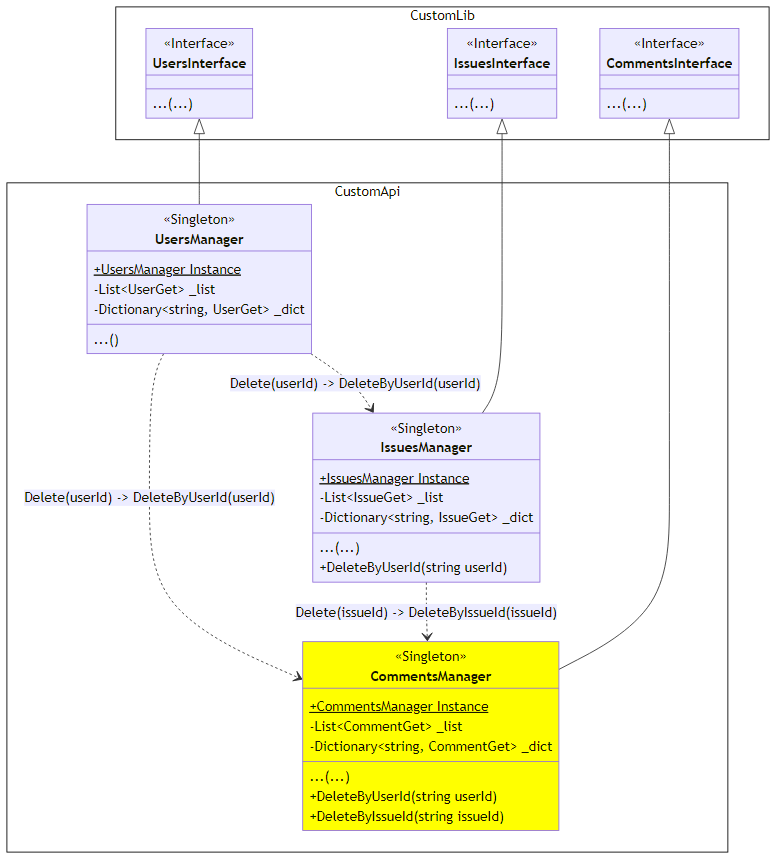 CustomLib
«Interface»
UsersInterface
...(...)
«Interface»
IssuesInterface
...(...)
«Interface»
CommentsInterface
...(...)
CustomApi
«Singleton»
UsersManager
+UsersManager Instance
-List<UserGet> _list
-Dictionary<string, UserGet> _dict
...()
Delete(userId) -> DeleteByUserId(userId)
«Singleton»
IssuesManager
+IssuesManager Instance
-List<IssueGet> _list
-Dictionary<string, IssueGet> _dict
...(...)
+DeleteByUserId(string userId)
Delete(userId) -> DeleteByUserId(userId)
Delete(issueId) -> DeleteByIssueId(issueId)
«Singleton»
CommentsManager
+CommentsManager Instance
-List<CommentGet> _list
-Dictionary<string, CommentGet> _dict
...(...)
+DeleteByUserId(string userId)
+DeleteByIssueId(string issueId)